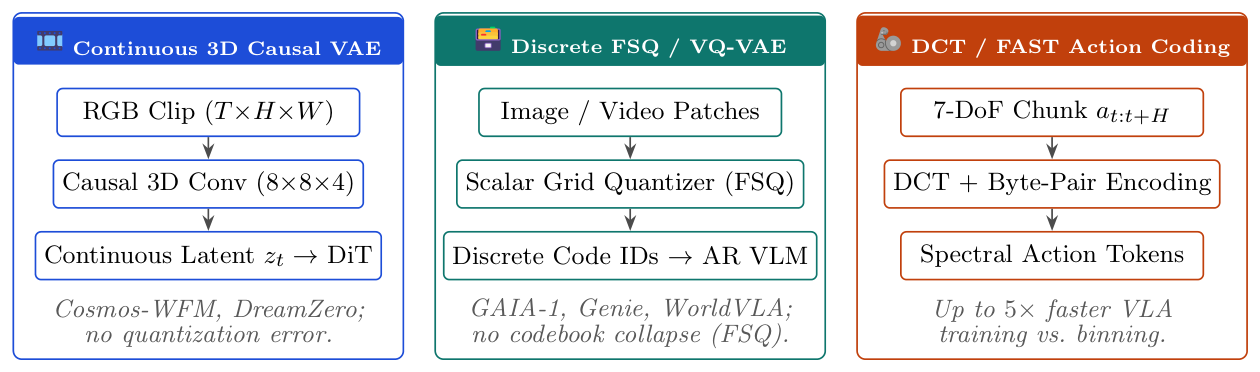 Continuous 3D Causal VAE
RGB Clip (T×H×W)
Causal 3D Conv (8×8×4)
Continuous Latent z_t → DiT
Cosmos-WFM, DreamZero;
no quantization error.
Discrete FSQ / VQ-VAE
Image / Video Patches
Scalar Grid Quantizer (FSQ)
Discrete Code IDs → AR VLM
GAIA-1, Genie, WorldVLA;
no codebook collapse (FSQ).
DCT / FAST Action Coding
7-DoF Chunk a_{t:t+H}
DCT + Byte-Pair Encoding
Spectral Action Tokens
Up to 5× faster VLA
training vs. binning.